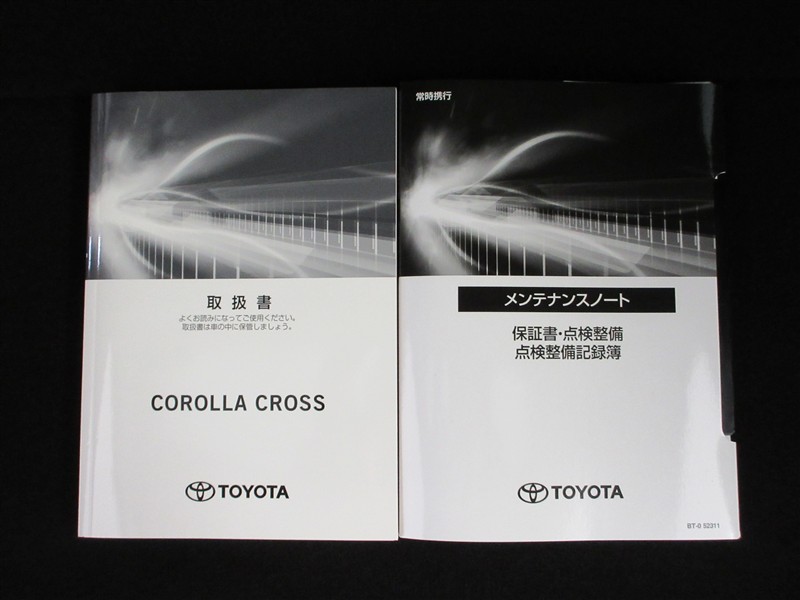 取扱書
よくお読みになってご使用ください。
取扱書は車の中に保管しましょう。
COROLLA CROSS
TOYOTA
常時携行
メンテナンスノート
保証書・点検整備
点検整備記録簿
TOYOTA